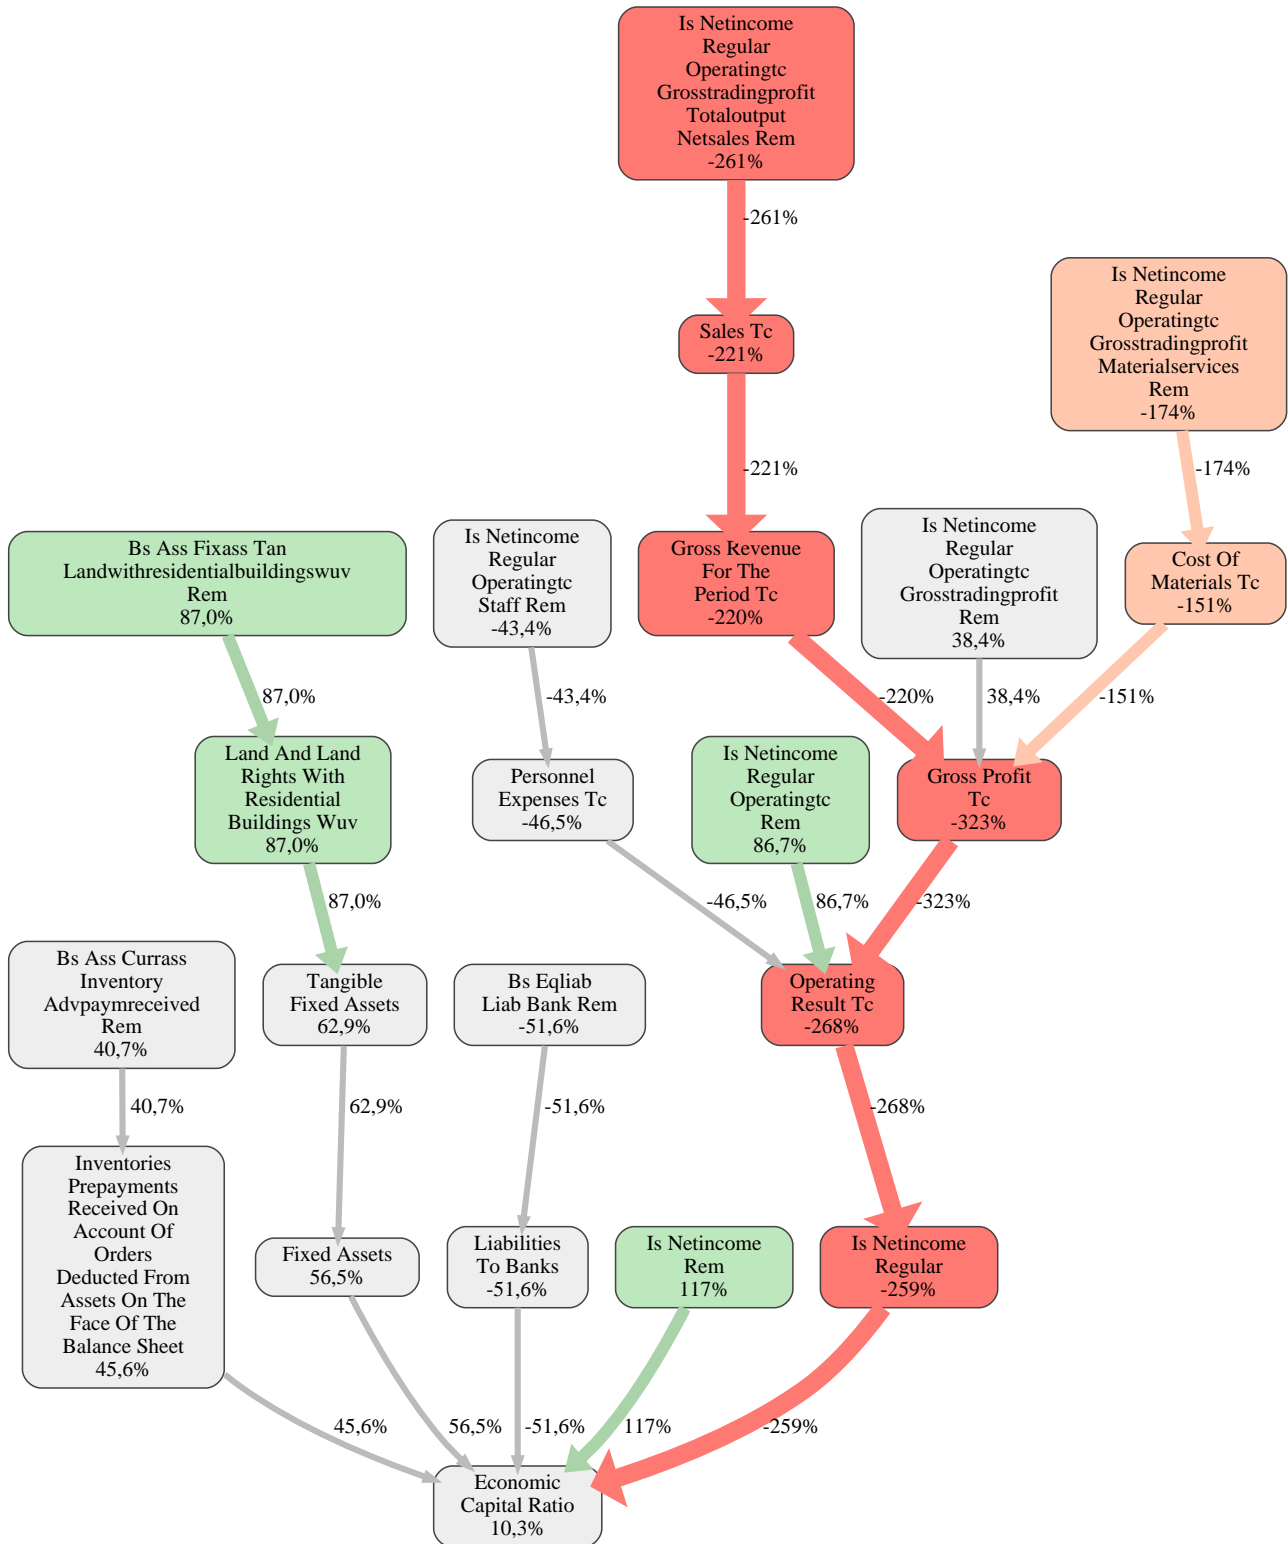 Is Netincome
Regular
Operatingtc
Grosstradingprofit
Totaloutput
Netsales Rem
-261%
-261%
Sales Tc
-221%
Is Netincome
Regular
Operatingtc
Grosstradingprofit
Materialservices
Rem
-174%
-221%
-174%
Bs Ass Fixass Tan
Landwithresidentialbuildingswuv
Rem
87,0%
Is Netincome
Regular
Operatingtc
Staff Rem
-43,4%
Gross Revenue
For The
Period Tc
-220%
Is Netincome
Regular
Operatingtc
Grosstradingprofit
Rem
38,4%
Cost Of
Materials Tc
-151%
87,0%
-43,4%
-220%
38,4%
-151%
Land And Land
Rights With
Residential
Buildings Wuv
87,0%
Personnel
Expenses Tc
-46,5%
Is Netincome
Regular
Operatingtc
Rem
86,7%
Gross Profit
Tc
-323%
87,0%
-46,5%
86,7%
-323%
Bs Ass Currass
Inventory
Advpaymreceived
Rem
40,7%
Tangible
Fixed Assets
62,9%
Bs Eqliab
Liab Bank Rem
-51,6%
Operating
Result Tc
-268%
40,7%
62,9%
-51,6%
-268%
Inventories
Prepayments
Received On
Account Of
Orders
Deducted From
Assets On The
Face Of The
Balance Sheet
45,6%
Fixed Assets
56,5%
Liabilities
To Banks
-51,6%
Is Netincome
Rem
117%
Is Netincome
Regular
-259%
45,6%
56,5%
-51,6%
117%
-259%
Economic
Capital Ratio
10,3%